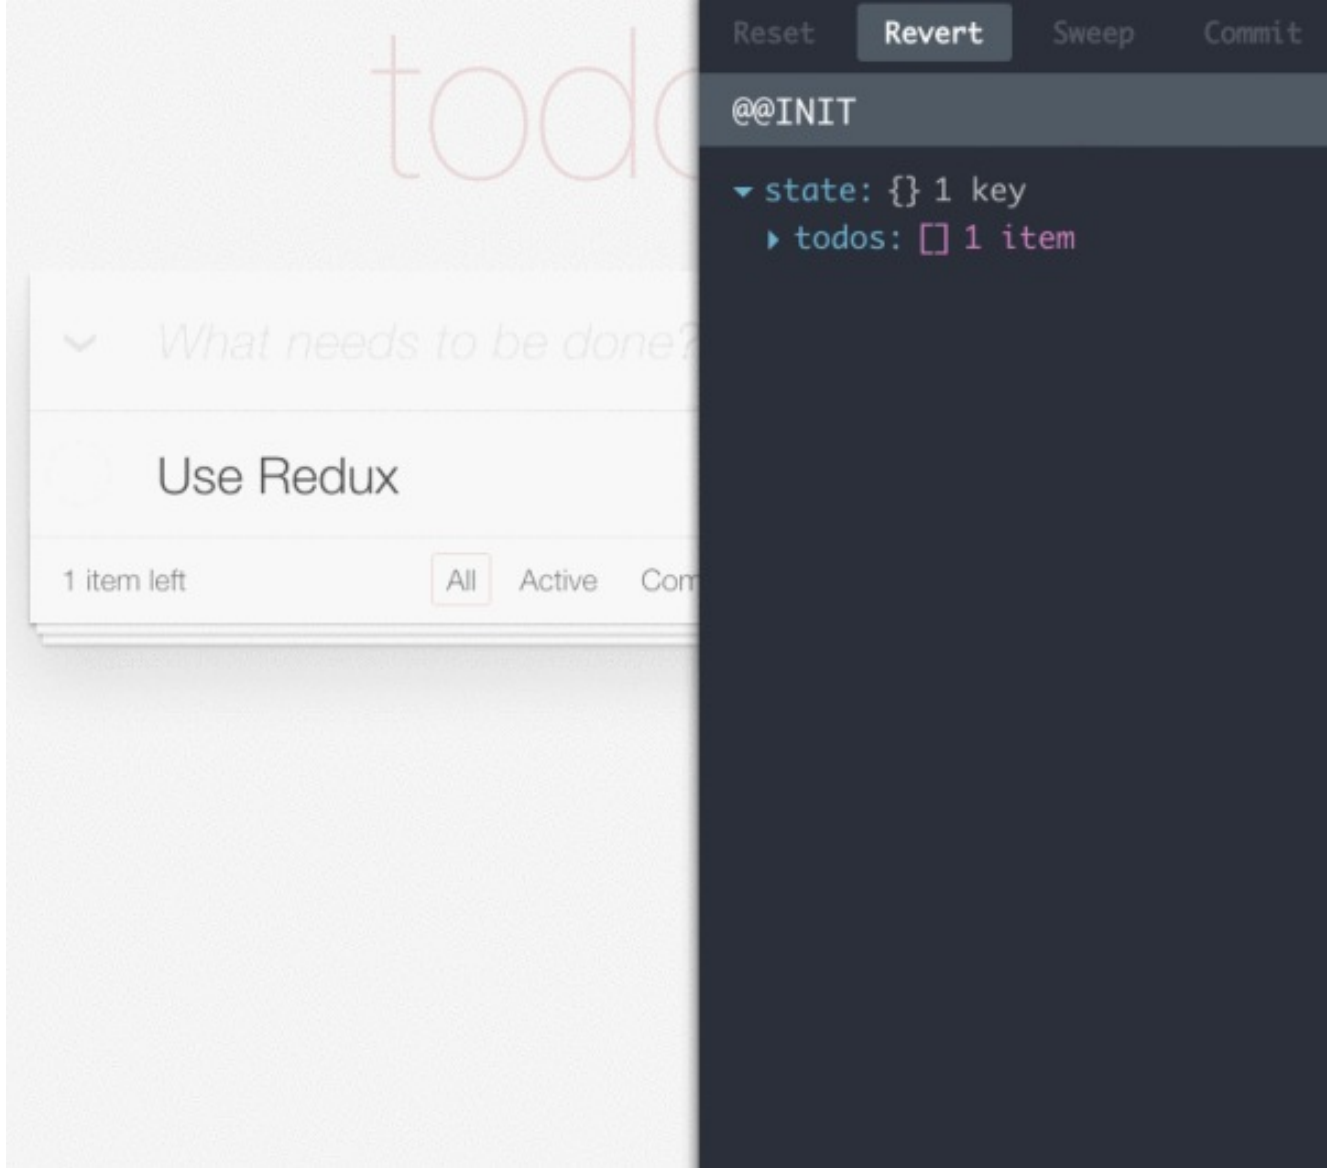 todo
What needs to be done?
Use Redux
1 item left All Active Com
Reset Revert Sweep Commit
@@INIT
state: {} 1 key
todos: [] 1 item